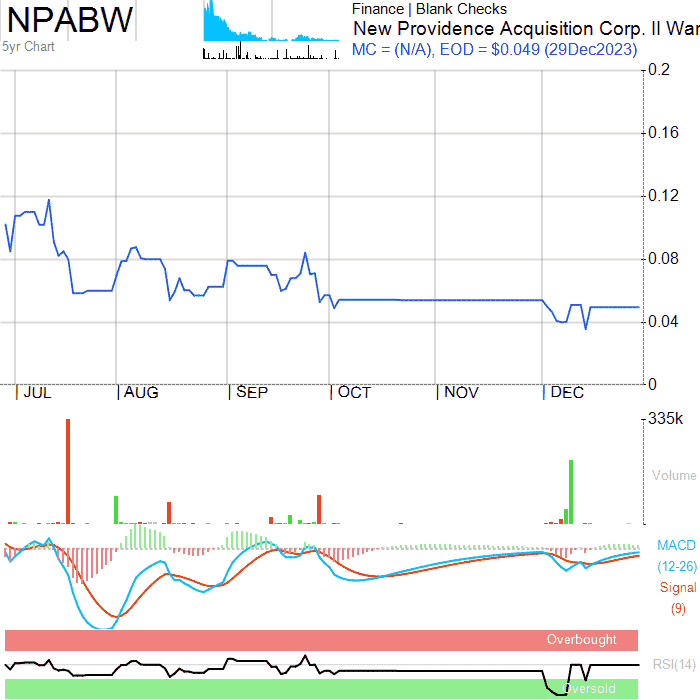 NPABW
5yr Chart
Finance | Blank Checks
New Providence Acquisition Corp. II War
MC = (N/A), EOD = $0.049 (29Dec2023)
0.2
0.16
0.12
0.08
0.04
0
JUL AUG SEP OCT NOV DEC
335k
Volume
MACD
(12-26)
Signal
(9)
Overbought
RSI(14)
Oversold